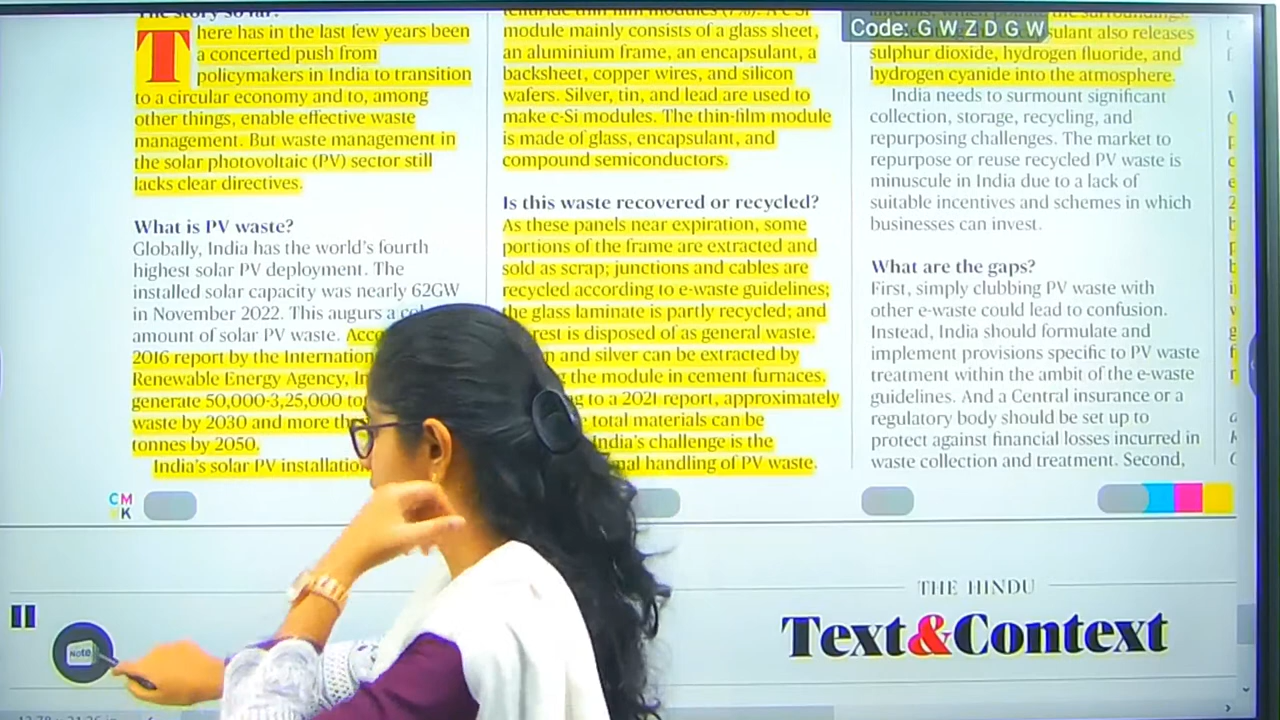 The story so far:
There has in the last few years been
a concerted push from
policymakers in India to transition
to a circular economy and to, among
other things, enable effective waste
management. But waste management in
the solar photovoltaic (PV) sector still
lacks clear directives.
What is PV waste?
Globally, India has the world's fourth
highest solar PV deployment. The
installed solar capacity was nearly 62GW
in November 2022. This augurs a
amount of solar PV waste.
2016 report by the
Renewable Energy Agency,
generate 50,000-3,25,000
waste by 2030 and more
tonnes by 2050.
India's solar PV
module mainly consists of a glass sheet,
an aluminium frame, an encapsulant, a
backsheet, copper wires, and silicon
wafers. Silver, tin, and lead are used to
make c-Si modules. The thin-film module
is made of glass, encapsulant, and
compound semiconductors.
Is this waste recovered or recycled?
As these panels near expiration, some
portions of the frame are extracted and
sold as scrap; junctions and cables are
recycled according to e-waste guidelines;
the glass laminate is partly recycled; and
rest is disposed of as general waste.
and silver can be extracted by
the module in cement furnaces.
to a 2021 report, approximately
total materials can be
India's challenge is the
handling of PV waste.
Code: G W Z D G W
the surroundings.
also releases
sulphur dioxide, hydrogen fluoride, and
hydrogen cyanide into the atmosphere.
India needs to surmount significant
collection, storage, recycling, and
repurposing challenges. The market to
repurpose or reuse recycled PV waste is
minuscule in India due to a lack of
suitable incentives and schemes in which
businesses can invest.
What are the gaps?
First, simply clubbing PV waste with
other e-waste could lead to confusion.
Instead, India should formulate and
implement provisions specific to PV waste
treatment within the ambit of the e-waste
guidelines. And a Central insurance or a
regulatory body should be set up to
protect against financial losses incurred in
waste collection and treatment. Second,
CM
K
THE HINDU
Text&Context
Note